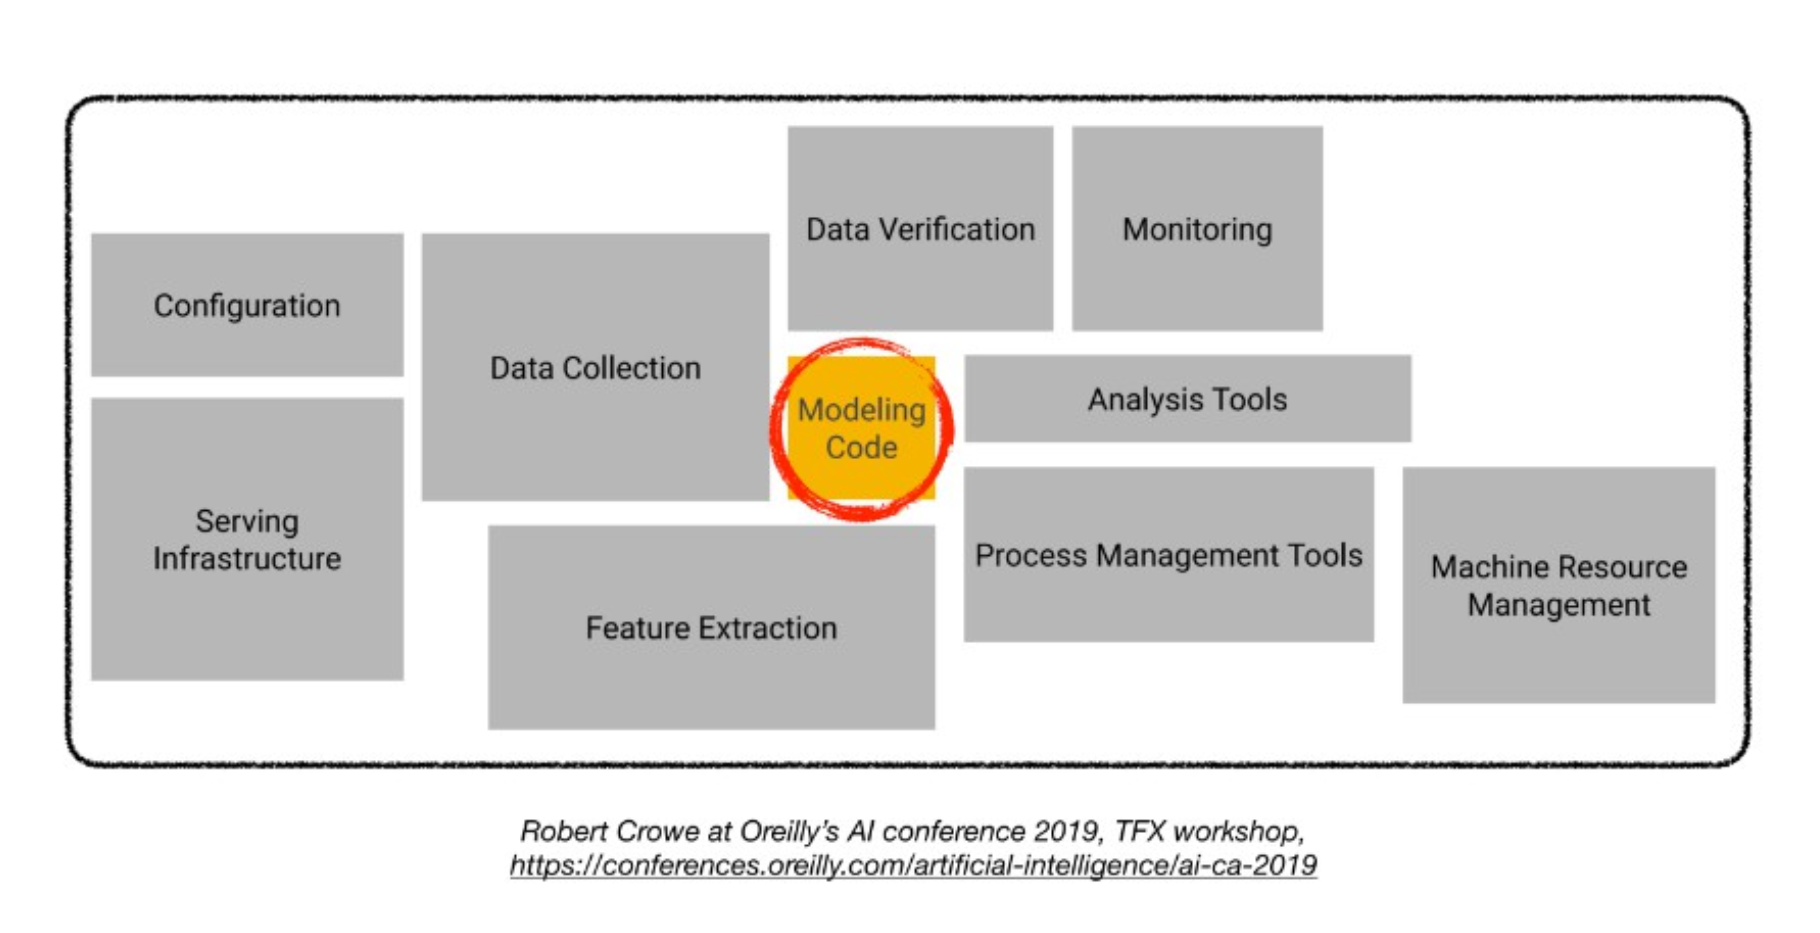 Data Verification
Monitoring
Configuration
Data Collection
Modeling
Code
Analysis Tools
Serving
Infrastructure
Process Management Tools
Machine Resource
Management
Feature Extraction
Robert Crowe at Oreilly’s AI conference 2019, TFX workshop,
https://conferences.oreilly.com/artificial-intelligence/ai-ca-2019